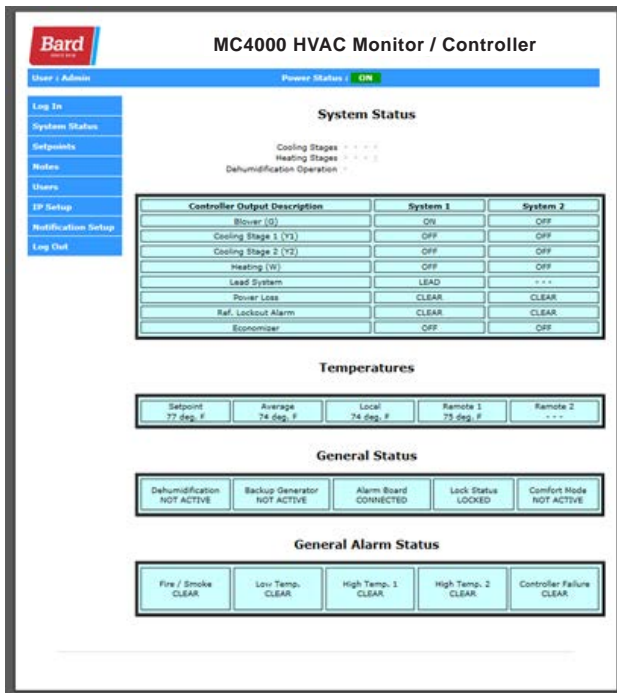 Bard
MC4000 HVAC Monitor / Controller
User : Admin
Power Status : ON
Log In
System Status
Setpoints
Notes
Users
IP Setup
Notification Setup
Log Out
System Status
Cooling Stages - - - -
Heating Stages - - - -
Dehumidification Operation -
Controller Output Description System 1 System 2
Blower (G) ON OFF
Cooling Stage 1 (Y1) OFF OFF
Cooling Stage 2 (Y2) OFF OFF
Heating (W) OFF OFF
Lead System LEAD - - -
Power Loss CLEAR CLEAR
Ref. Lockout Alarm CLEAR CLEAR
Economizer OFF OFF
Temperatures
Setpoint Average Local Remote 1 Remote 2
77 deg. F 74 deg. F 74 deg. F 75 deg. F - - -
General Status
Dehumidification Backup Generator Alarm Board Lock Status Comfort Mode
NOT ACTIVE NOT ACTIVE CONNECTED LOCKED NOT ACTIVE
General Alarm Status
Fire / Smoke Low Temp. High Temp. 1 High Temp. 2 Controller Failure
CLEAR CLEAR CLEAR CLEAR CLEAR